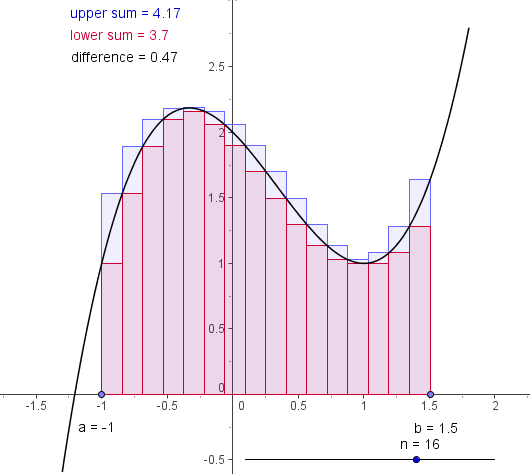 upper sum = 4.17
lower sum = 3.7
difference = 0.47
2.5
2
1.5
1
0.5
0
-1.5 -1 -0.5 0 0.5 1 1.5 2
a = -1
b = 1.5
n = 16
-0.5